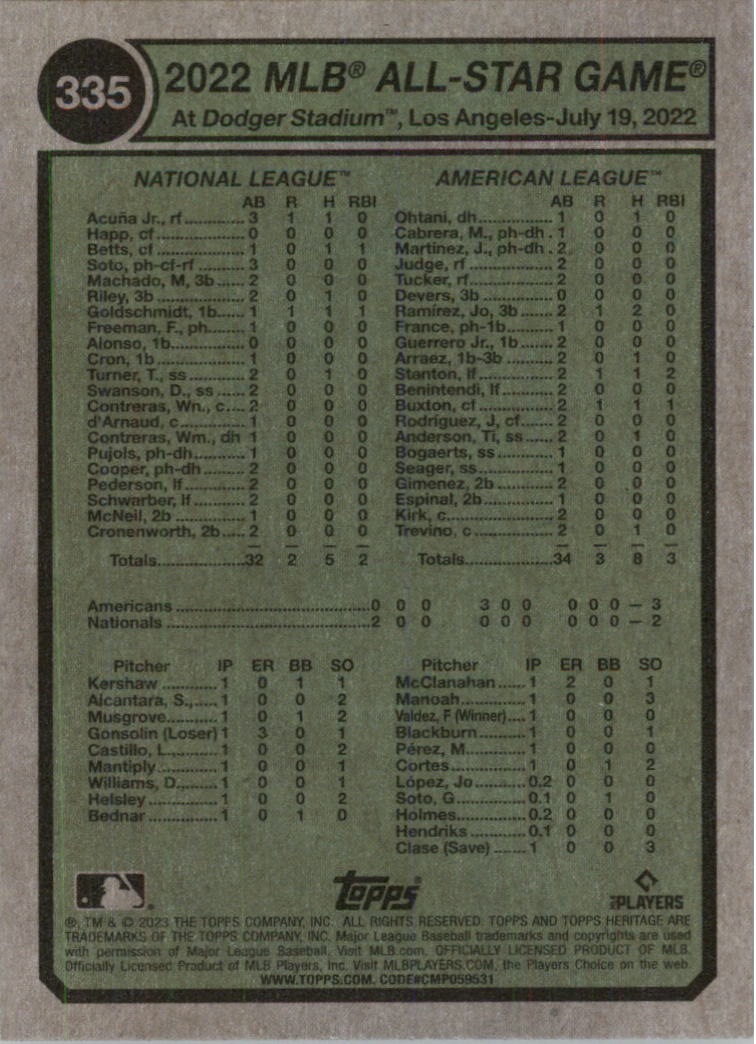 335
2022 MLB® ALL-STAR GAME®
At Dodger Stadium™, Los Angeles-July 19, 2022
NATIONAL LEAGUE™
AB R H RBI
Acuña Jr., rf............. 3 1 1 0
Happ, cf.................. 0 0 0 0
Betts, cf.................. 1 0 1 1
Soto, ph-cf-rf .......... 3 0 0 0
Machado, M, 3b...... 2 0 0 0
Riley, 3b ................. 2 0 1 0
Goldschmidt, 1b...... 1 1 1 1
Freeman, F., ph....... 1 0 0 0
Alonso, 1b............... 0 0 0 0
Cron, 1b.................. 1 0 0 0
Turner, T., ss ........... 2 0 1 0
Swanson, D., ss ...... 2 0 0 0
Contreras, Wn., c.... 2 0 0 0
d'Arnaud, c.............. 1 0 0 0
Contreras, Wm., dh 1 0 0 0
Pujols, ph-dh........... 1 0 0 0
Cooper, ph-dh ......... 2 0 0 0
Pederson, lf ............. 2 0 0 0
Schwarber, lf ........... 2 0 0 0
McNeil, 2b ............... 1 0 0 0
Cronenworth, 2b..... 2 0 0 0
Totals...................32 2 5 2
AMERICAN LEAGUE™
AB R H RBI
Ohtani, dh................ 1 0 1 0
Cabrera, M., ph-dh . 1 0 0 0
Martinez, J., ph-dh . 2 0 0 0
Judge, rf .................. 2 0 0 0
Tucker, rf ................. 2 0 0 0
Devers, 3b ............... 0 0 0 0
Ramírez, Jo, 3b....... 2 1 2 0
France, ph-1b.......... 1 0 0 0
Guerrero Jr., 1b ....... 2 0 0 0
Arraez, 1b-3b .......... 2 0 1 0
Stanton, lf................ 2 1 1 2
Benintendi, lf........... 2 0 0 0
Buxton, cf................ 2 1 1 1
Rodríguez, J, cf....... 2 0 0 0
Anderson, Ti, ss...... 2 0 1 0
Bogaerts, ss............ 1 0 0 0
Seager, ss............... 1 0 0 0
Gimenez, 2b ............ 2 0 0 0
Espinal, 2b............... 1 0 0 0
Kirk, c....................... 2 0 0 0
Trevino, c ................. 2 0 1 0
Totals...................34 3 8 3
Americans ..........................................0 0 0 3 0 0 0 0 0 – 3
Nationals ............................................2 0 0 0 0 0 0 0 0 – 2
Pitcher IP ER BB SO
Kershaw ............ 1 0 1 1
Alcantara, S.,..... 1 0 0 2
Musgrove........... 1 0 1 2
Gonsolin (Loser) 1 3 0 1
Castillo, L,......... 1 0 0 2
Mantiply............. 1 0 0 1
Williams, D.,....... 1 0 0 1
Helsley ............... 1 0 0 2
Bednar ............... 1 0 1 0
Pitcher IP ER BB SO
McClanahan ...... 1 2 0 1
Manoah.............. 1 0 0 3
Valdez, F (Winner).... 1 0 0 0
Blackburn .......... 1 0 0 1
Pérez, M............ 1 0 0 0
Cortes................ 1 0 1 2
López, Jo .......... 0.2 0 0 0
Soto, G .............. 0.1 0 1 0
Holmes.............. 0.2 0 0 0
Hendriks............ 0.1 0 0 0
Clase (Save) ....... 1 0 0 3
topps
PLAYERS
®, TM & © 2023 THE TOPPS COMPANY, INC. ALL RIGHTS RESERVED. TOPPS AND TOPPS HERITAGE ARE
TRADEMARKS OF THE TOPPS COMPANY, INC. Major League Baseball trademarks and copyrights are used
with permission of Major League Baseball. Visit MLB.com. OFFICIALLY LICENSED PRODUCT OF MLB.
Officially Licensed Product of MLB Players, Inc. Visit MLBPLAYERS.COM, the Players Choice on the web.
WWW.TOPPS.COM. CODE#CMP059531